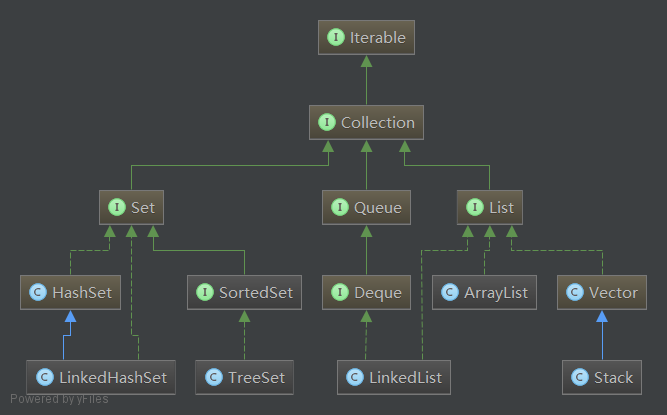 I Iterable
I Collection
I Set
I Queue
I List
C HashSet
I SortedSet
I Deque
C ArrayList
C Vector
C LinkedHashSet
C TreeSet
C LinkedList
C Stack
Powered by yFiles